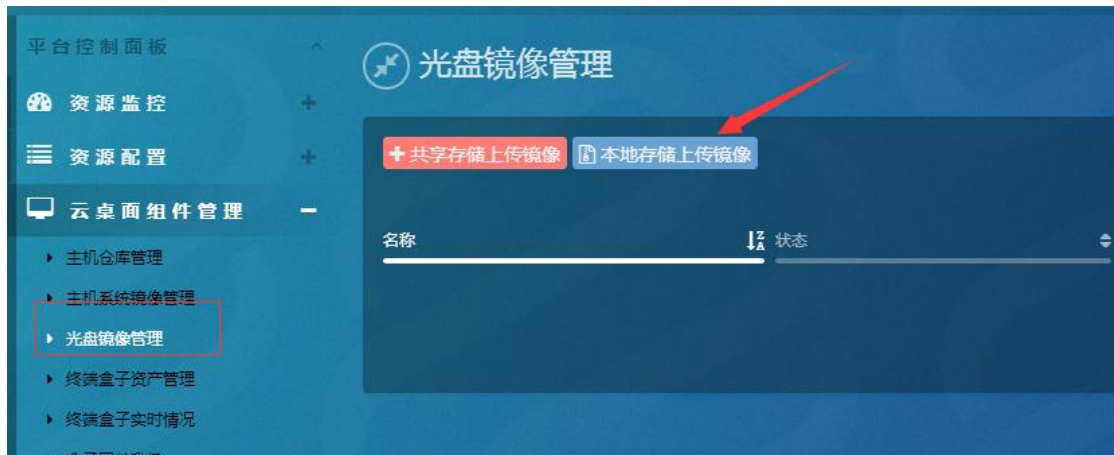 平台控制面板
资源监控
资源配置
云桌面组件管理
主机仓库管理
主机系统镜像管理
光盘镜像管理
终端盒子资产管理
终端盒子实时情况
光盘镜像管理
共享存储上传镜像 本地存储上传镜像
名称 状态